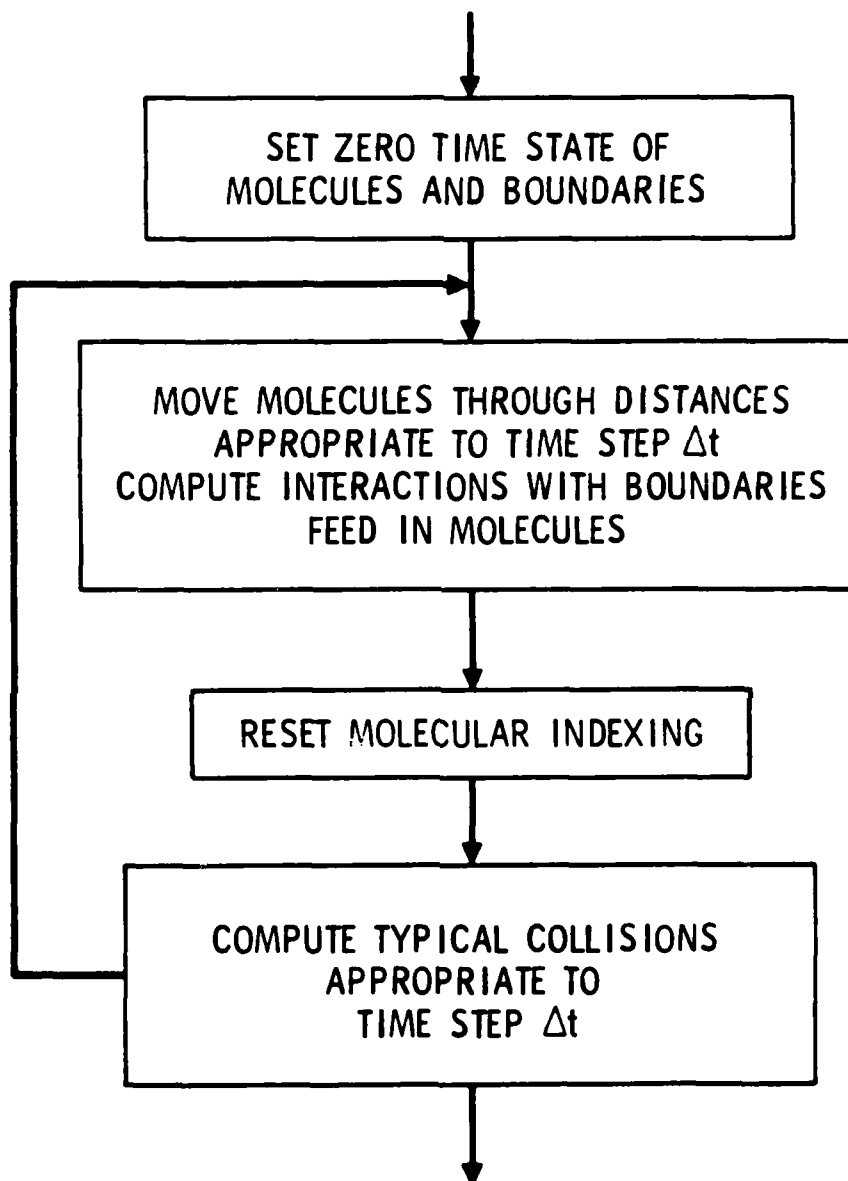 SET ZERO TIME STATE OF
MOLECULES AND BOUNDARIES
MOVE MOLECULES THROUGH DISTANCES
APPROPRIATE TO TIME STEP Δt
COMPUTE INTERACTIONS WITH BOUNDARIES
FEED IN MOLECULES
RESET MOLECULAR INDEXING
COMPUTE TYPICAL COLLISIONS
APPROPRIATE TO
TIME STEP Δt